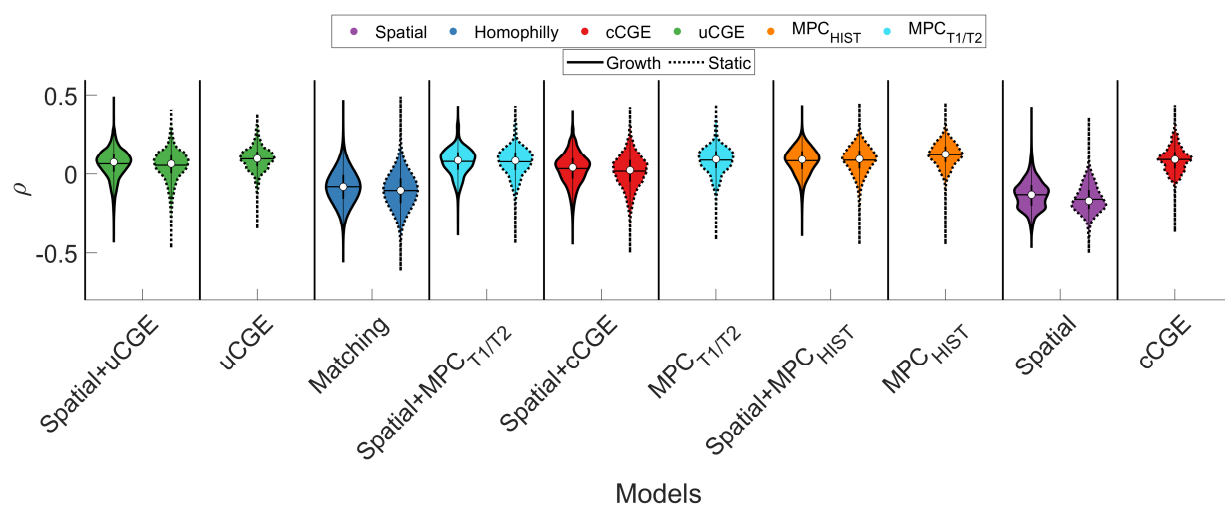 Spatial Homophilly cCGE uCGE MPC_HIST MPC_T1/T2
Growth Static
0.5
0
-0.5
ρ
Spatial+uCGE
uCGE
Matching
Spatial+MPC_T1/T2
Spatial+cCGE
MPC_T1/T2
Spatial+MPC_HIST
MPC_HIST
Spatial
cCGE
Models